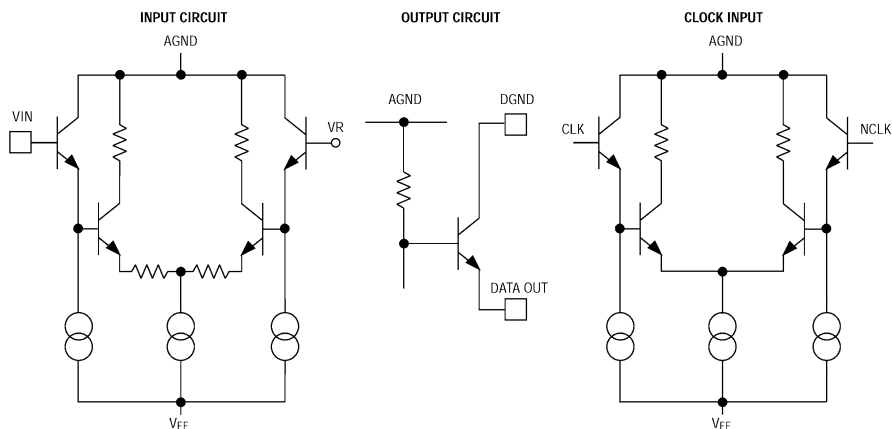 INPUT CIRCUIT
AGND
VIN
VR
VEE
OUTPUT CIRCUIT
AGND
DGND
DATA OUT
CLOCK INPUT
AGND
CLK
NCLK
VEE